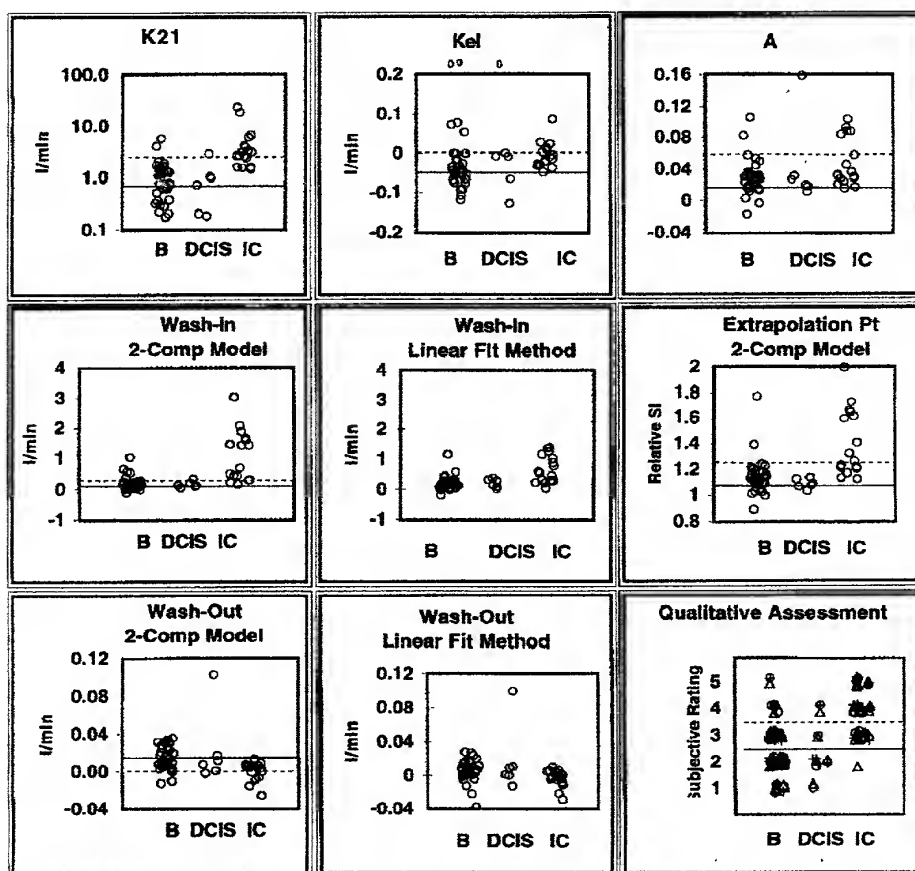 K21
100.0
10.0
1.0
0.1
I/min
B DCIS IC
Kel
0.2
0.1
0
-0.1
-0.2
I/min
B DCIS IC
A
0.16
0.12
0.08
0.04
0
-0.04
I/min
B DCIS IC
Wash-In
2-Comp Model
4
3
2
1
0
-1
I/min
B DCIS IC
Wash-In
Linear Fit Method
4
3
2
1
0
-1
I/min
B DCIS IC
Extrapolation Pt
2-Comp Model
2
1.8
1.6
1.4
1.2
1
0.8
Relative SI
B DCIS IC
Wash-Out
2-Comp Model
0.12
0.08
0.04
0.00
-0.04
I/min
B DCIS IC
Wash-Out
Linear Fit Method
0.12
0.08
0.04
0
-0.04
I/min
B DCIS IC
Qualitative Assessment
5
4
3
2
1
Subjective Rating
B DCIS IC